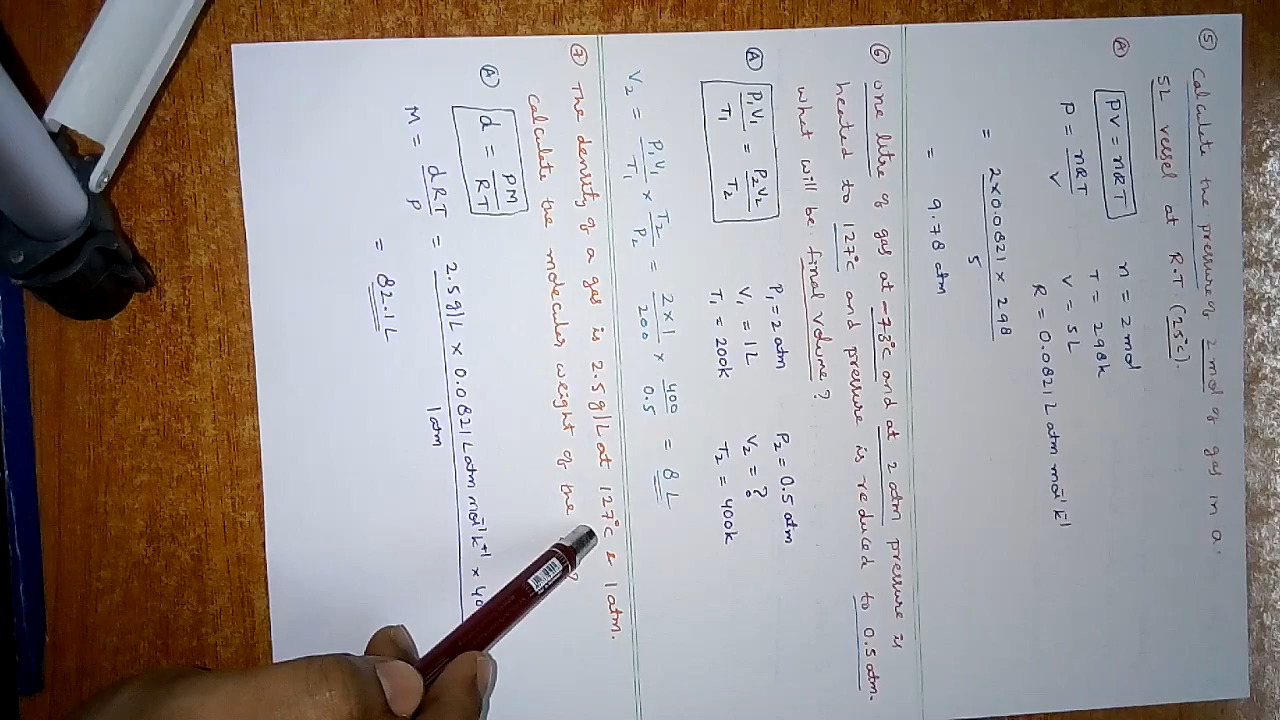 ⑤ Calculate the pressure of 2 mol of gas in a
5L vessel at R.T (25°c).
Ⓐ PV = nRT    n = 2 mol
T = 298k
P = nRT/V    V = 5L
R = 0.0821 L atm mol⁻¹ k⁻¹
= 2 x 0.0821 x 298 / 5
= 9.78 atm
⑥ one litre of gas at -73°c and at 2 atm pressure is
heated to 127°c and pressure is reduced to 0.5 atm.
what will be final volume?
Ⓐ P₁V₁/T₁ = P₂V₂/T₂
P₁ = 2 atm    P₂ = 0.5 atm
V₁ = 1L    V₂ = ?
T₁ = 200k    T₂ = 400k
V₂ = P₁V₁/T₁ x T₂/P₂ = 2 x 1/200 x 400/0.5 = 8 L
⑦ The density of a gas is 2.5 g/L at 127°c & 1 atm.
calculate the molecular weight of the ?
Ⓐ d = PM/RT
M = dRT/P = 2.5 g/L x 0.0821 L atm mol⁻¹ k⁻¹ x 40 / 1 atm
= 82.1 L